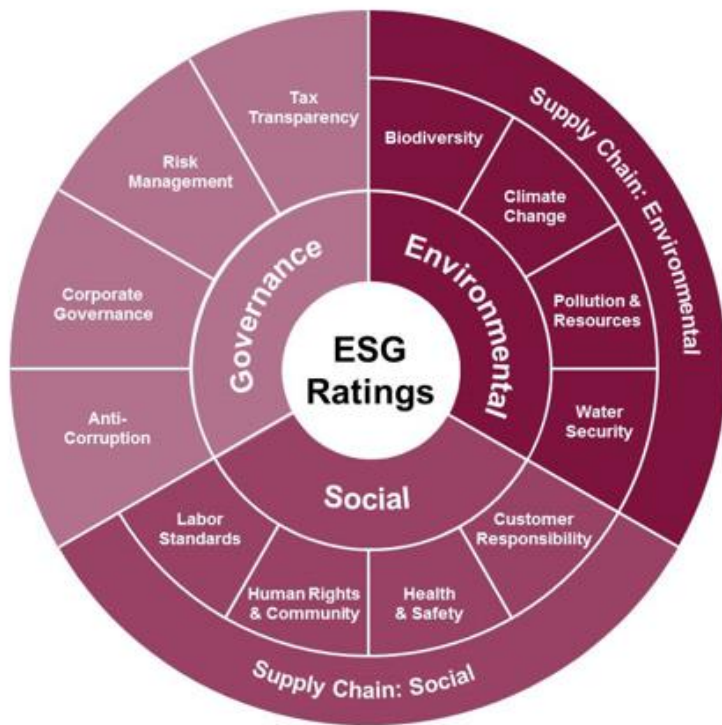 ESG
Ratings
Environmental
Biodiversity
Climate
Change
Pollution &
Resources
Water
Security
Supply Chain: Environmental
Social
Customer
Responsibility
Health
& Safety
Human Rights
& Community
Labor
Standards
Supply Chain: Social
Governance
Anti-
Corruption
Corporate
Governance
Risk
Management
Tax
Transparency